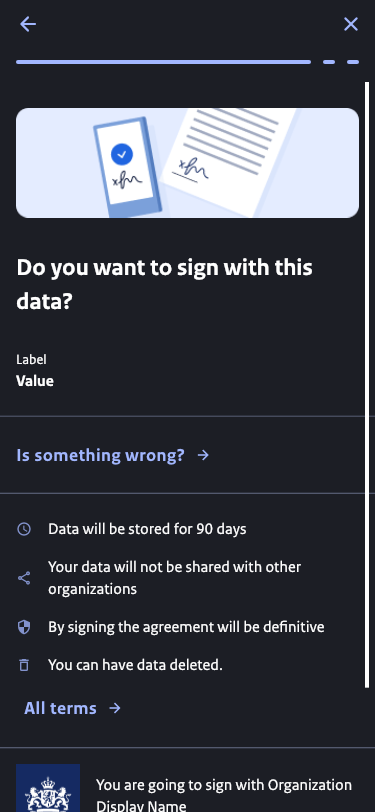 Do you want to sign with this
data?
Label
Value
Is something wrong?
Data will be stored for 90 days
Your data will not be shared with other
organizations
By signing the agreement will be definitive
You can have data deleted.
All terms
You are going to sign with Organization
Display Name